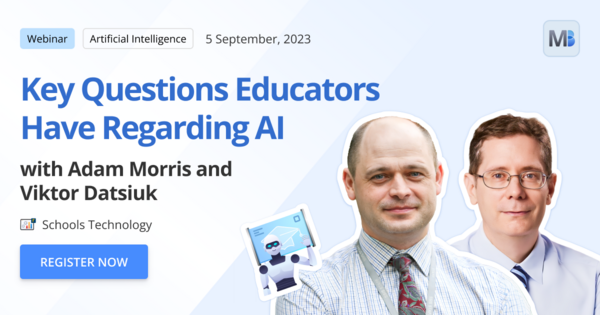 Webinar
Artificial Intelligence
5 September, 2023
MB
Key Questions Educators
Have Regarding AI
with Adam Morris and
Viktor Datsiuk
Schools Technology
REGISTER NOW